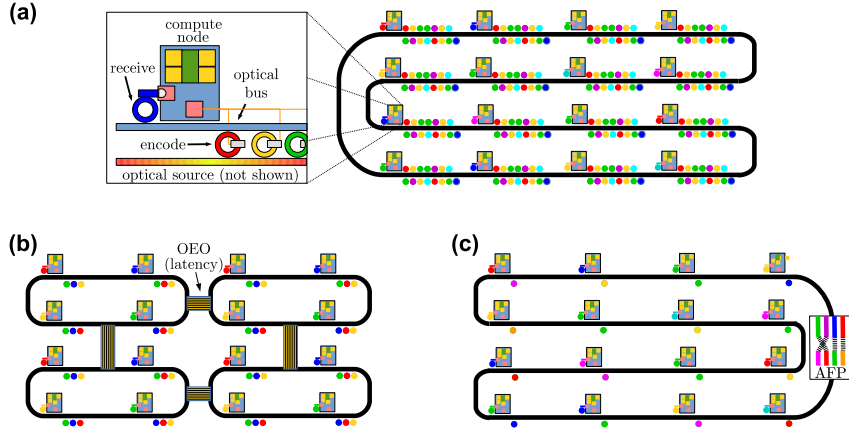 (a)
compute
node
receive
optical
bus
encode
optical source (not shown)
(b)
OEO
(latency)
(c)
AFP